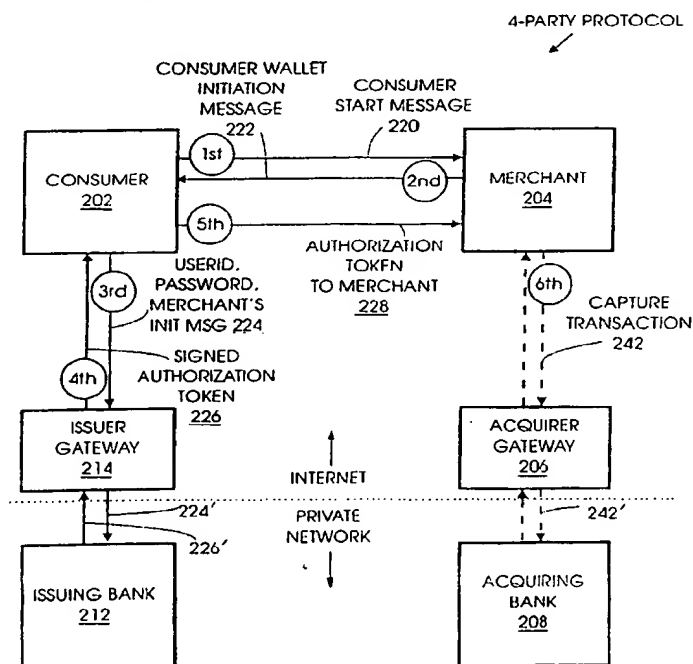 4-PARTY PROTOCOL
CONSUMER WALLET
INITIATION
MESSAGE
222
CONSUMER
START MESSAGE
220
1st
CONSUMER
202
2nd
MERCHANT
204
5th
AUTHORIZATION
TOKEN
TO MERCHANT
228
USERID,
PASSWORD,
MERCHANT'S
INIT MSG 224
3rd
6th
CAPTURE
TRANSACTION
242
4th
SIGNED
AUTHORIZATION
TOKEN
226
ISSUER
GATEWAY
214
ACQUIRER
GATEWAY
206
INTERNET
PRIVATE
NETWORK
224'
226'
242'
ISSUING BANK
212
ACQUIRING
BANK
208